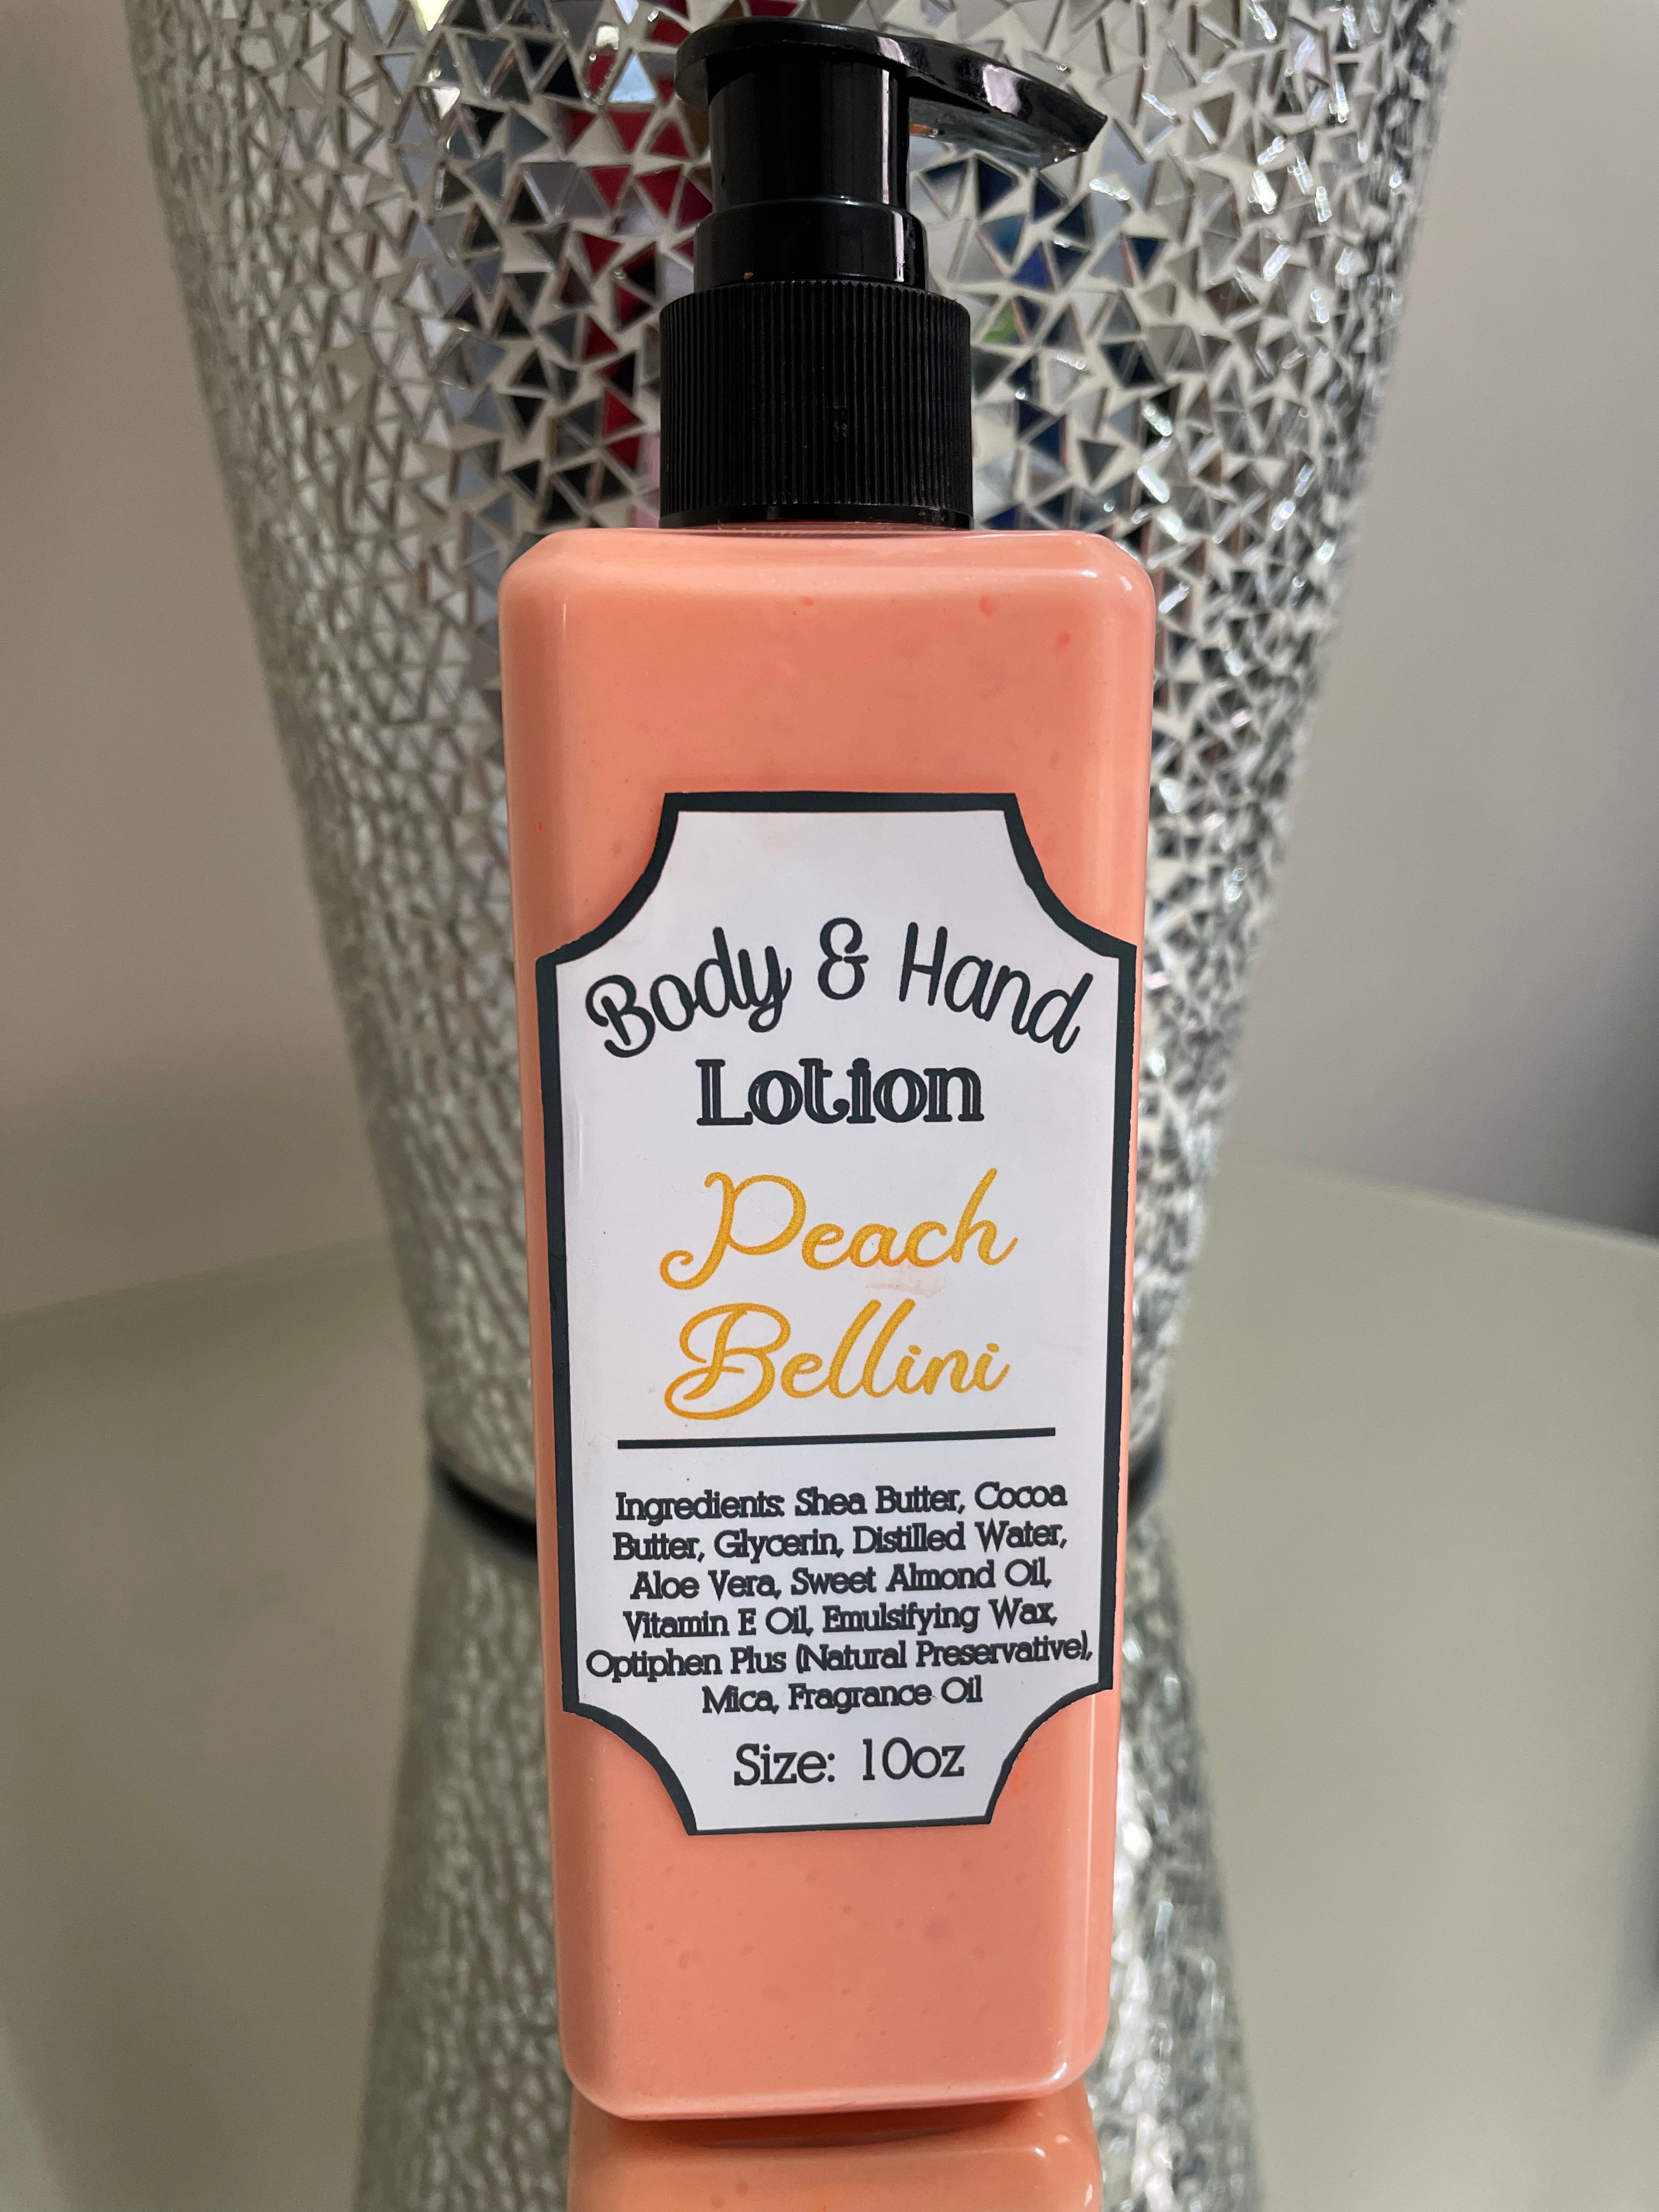 Body & Hand
Lotion
Peach
Bellini
Ingredients: Shea Butter, Cocoa
Butter, Glycerin, Distilled Water,
Aloe Vera, Sweet Almond Oil,
Vitamin E Oil, Emulsifying Wax,
Optiphen Plus (Natural Preservative),
Mica, Fragrance Oil
Size: 10oz